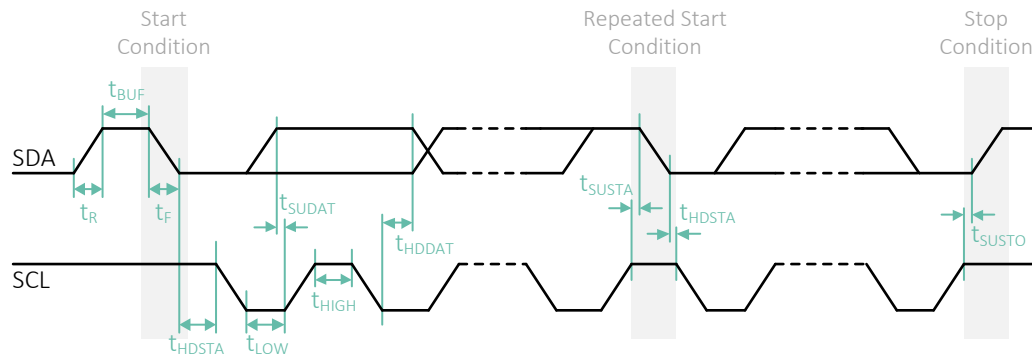 Start
Condition
Repeated Start
Condition
Stop
Condition
tBUF
SDA
tR
tF
tSUDAT
tHDDAT
tSUSTA
tHDSTA
tSUSTO
SCL
tHIGH
tHDSTA
tLOW